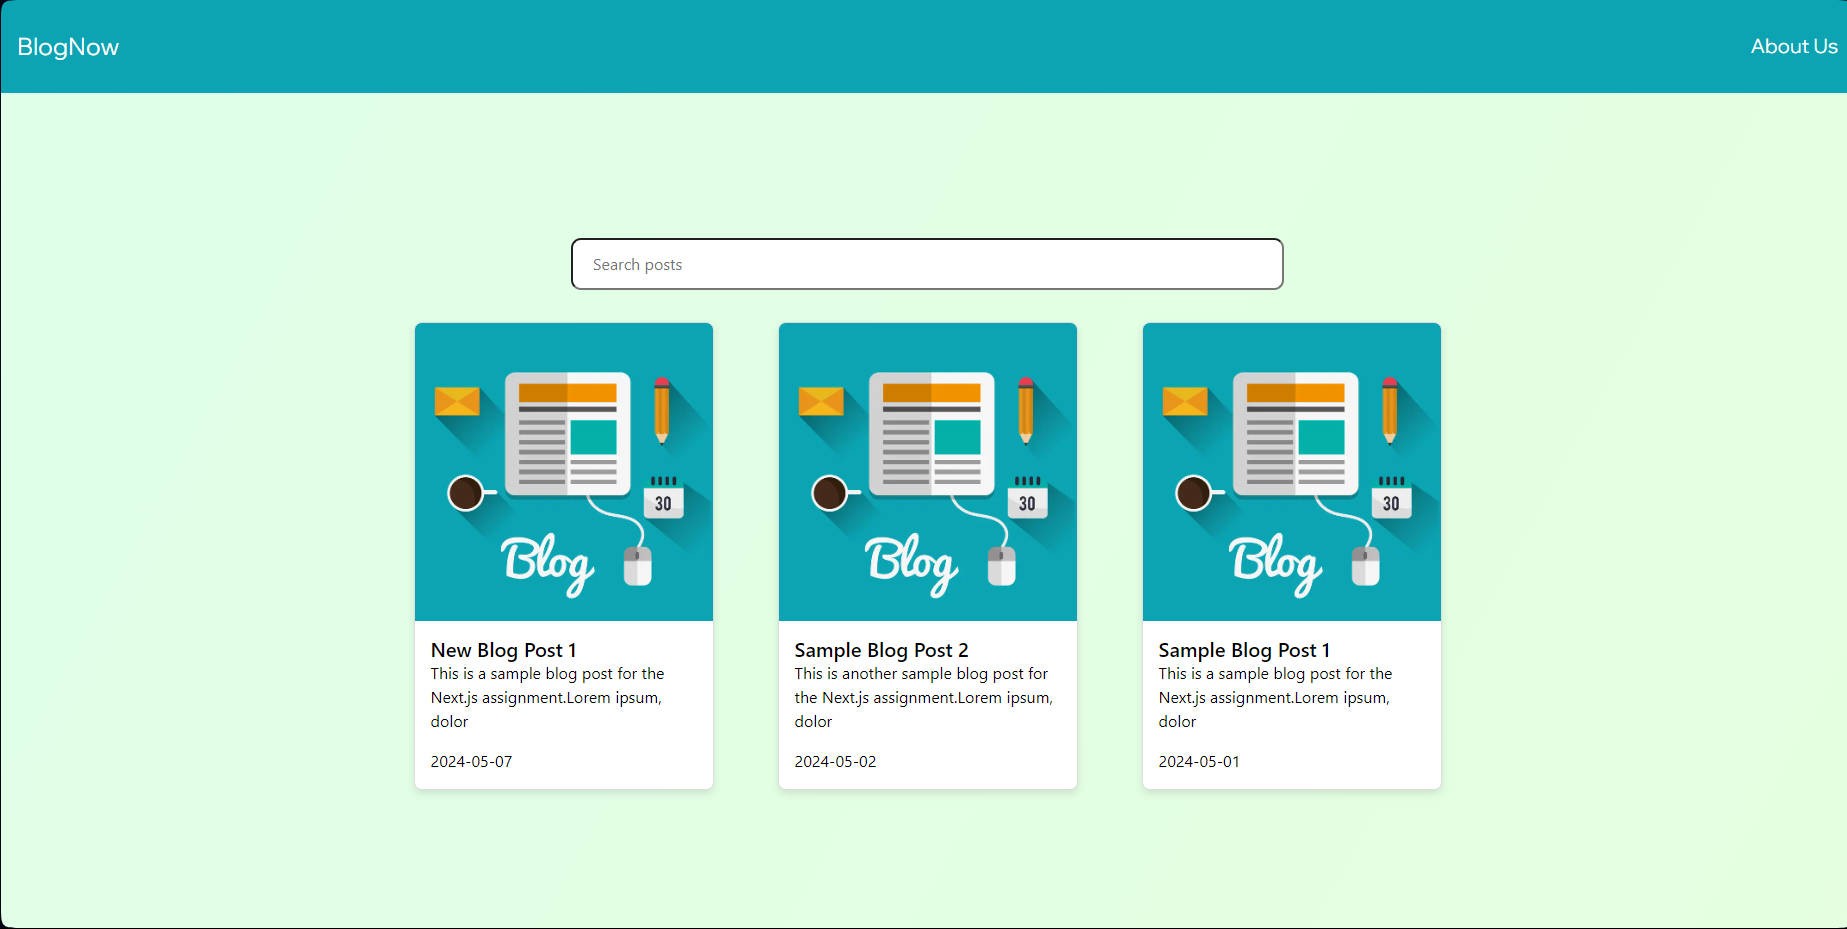 BlogNow
About Us
Search posts
30
Blog
New Blog Post 1
This is a sample blog post for the
Next.js assignment.Lorem ipsum,
dolor
2024-05-07
30
Blog
Sample Blog Post 2
This is another sample blog post for
the Next.js assignment.Lorem ipsum,
dolor
2024-05-02
30
Blog
Sample Blog Post 1
This is a sample blog post for the
Next.js assignment.Lorem ipsum,
dolor
2024-05-01